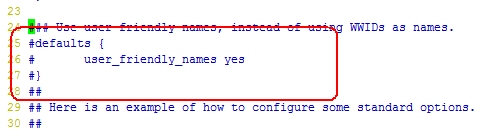 23
24 ### Use user friendly names, instead of using WWIDs as names.
25 #defaults {
26 #       user_friendly_names yes
27 #}
28 ##
29 ## Here is an example of how to configure some standard options.
30 ##